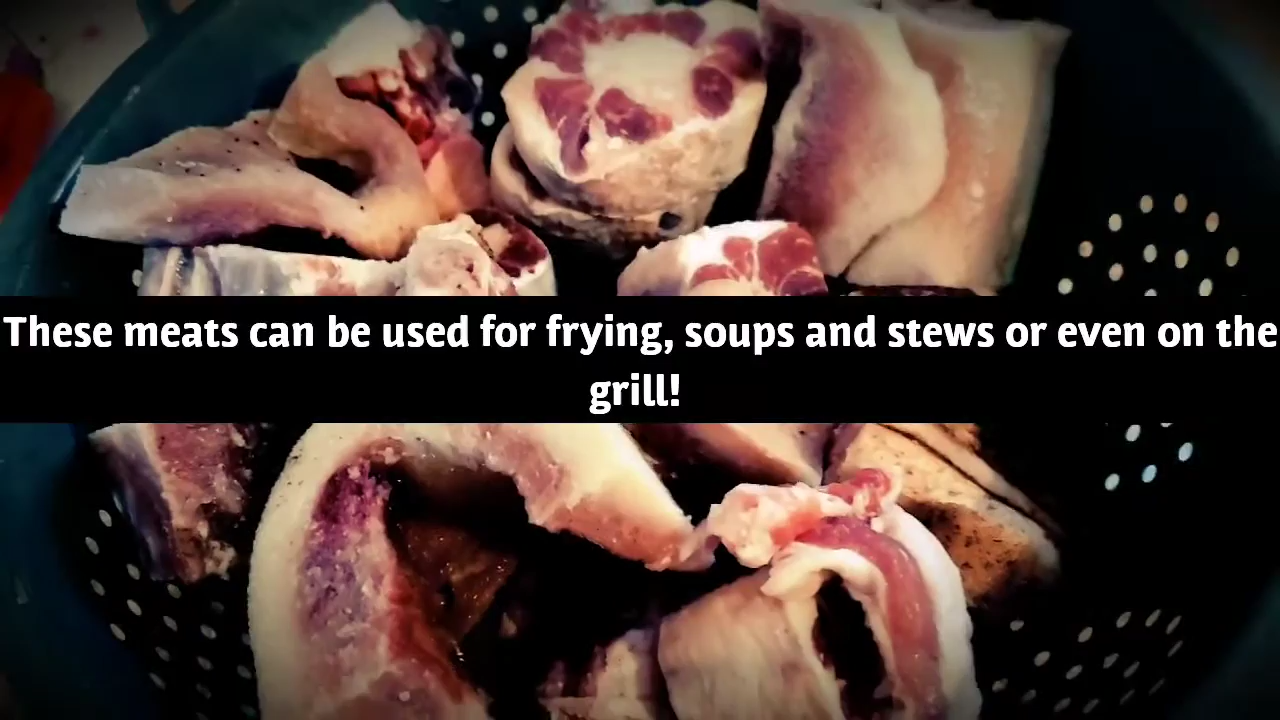 These meats can be used for frying, soups and stews or even on the
grill!